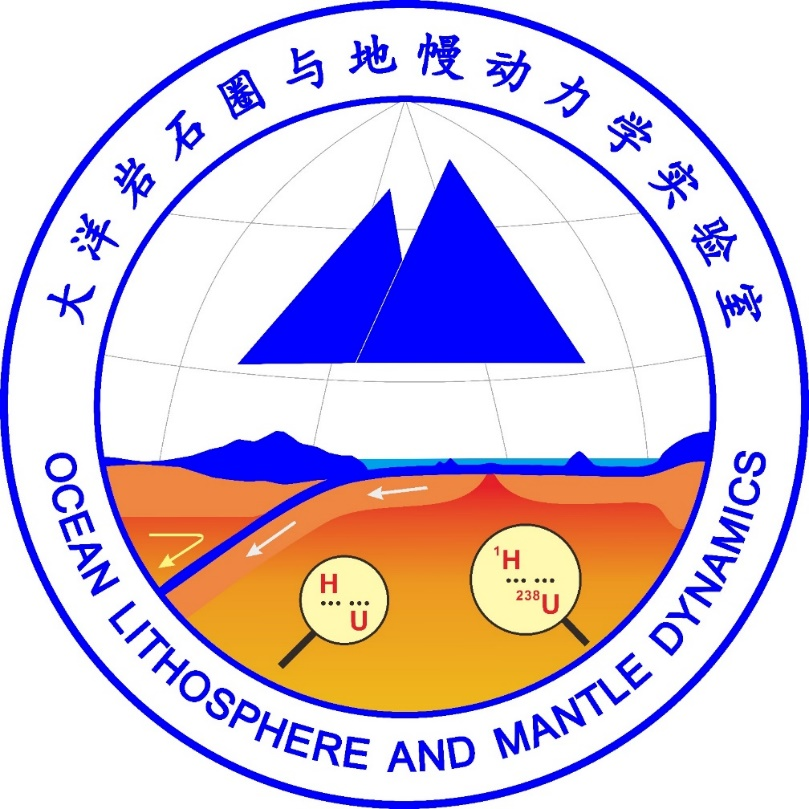 大洋岩石圈与地幔动力学实验室
H
... ...
U
¹H
... ...
²³⁸U
OCEAN LITHOSPHERE AND MANTLE DYNAMICS